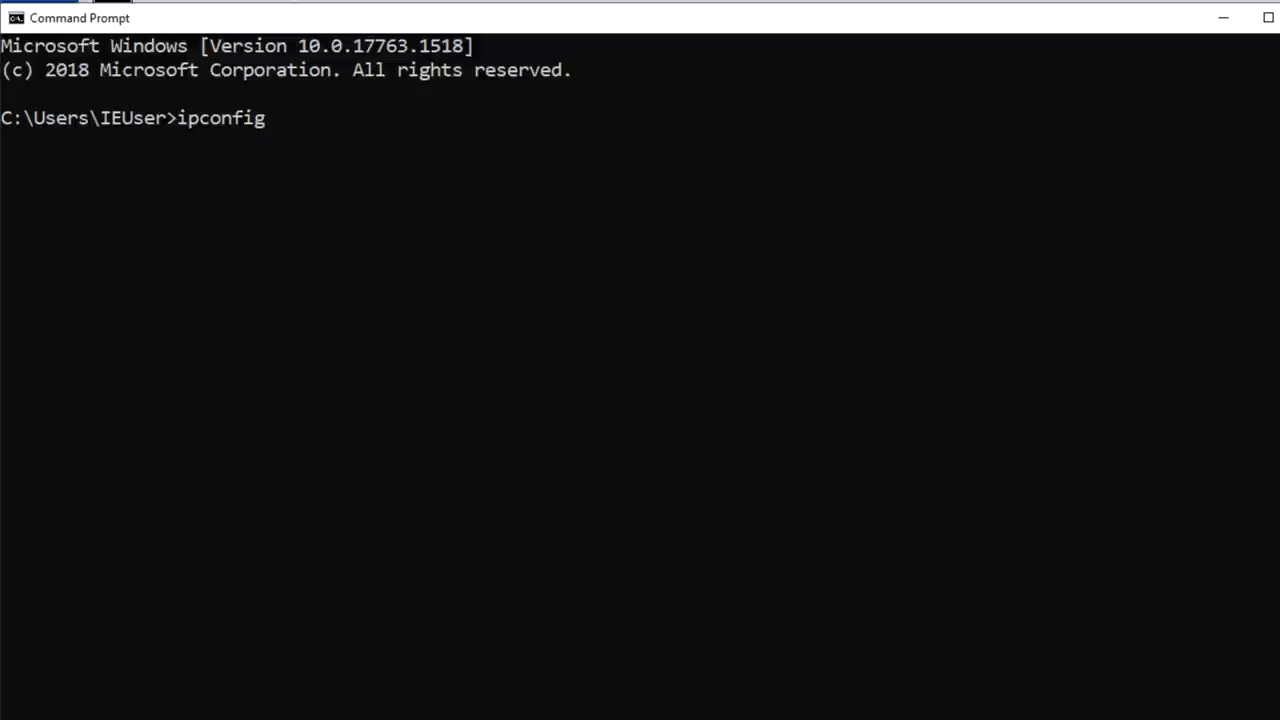 Command Prompt
Microsoft Windows [Version 10.0.17763.1518]
(c) 2018 Microsoft Corporation. All rights reserved.
C:\Users\IEUser>ipconfig